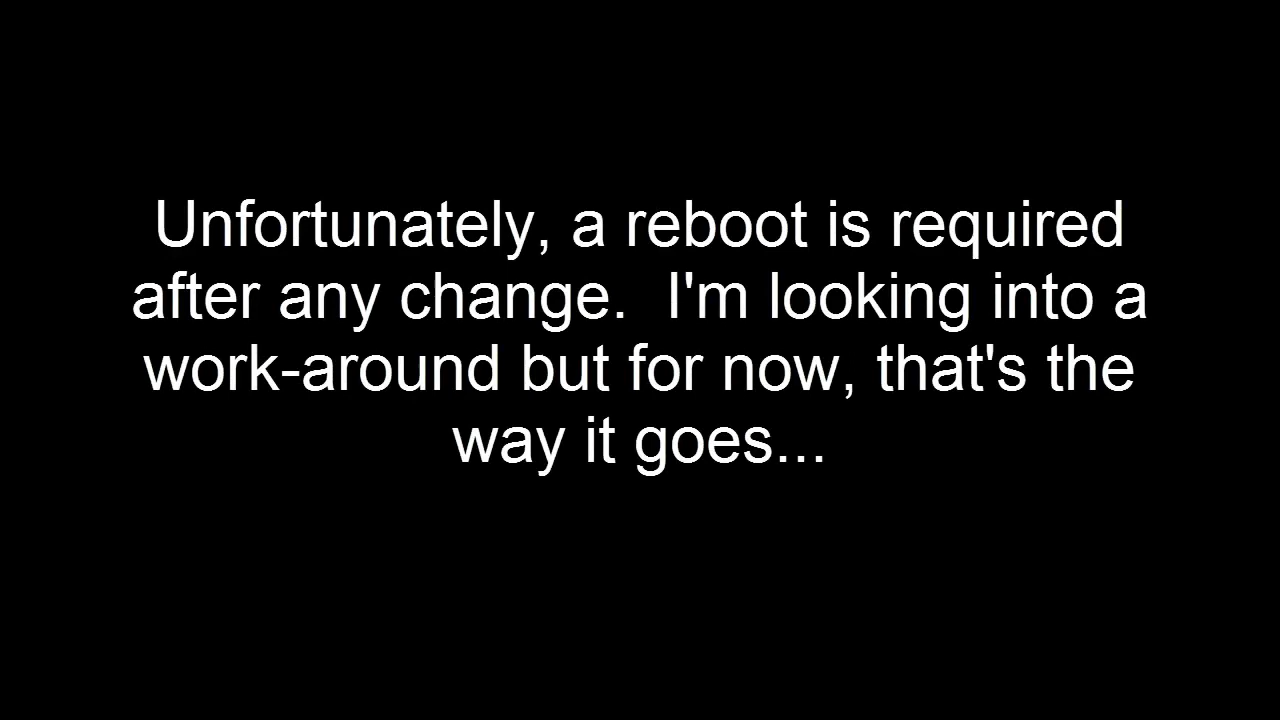 Unfortunately, a reboot is required
after any change.  I'm looking into a
work-around but for now, that's the
way it goes...